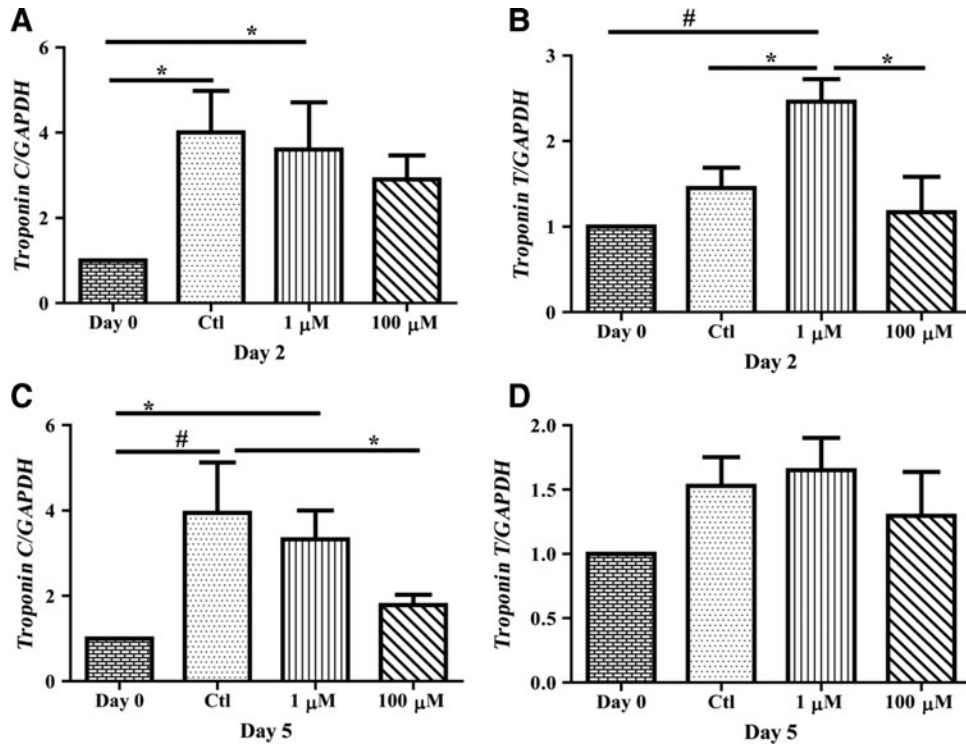 A
Troponin C/GAPDH
6
4
2
0
*
*
Day 0 Ctl 1 μM 100 μM
Day 2
B
Troponin T/GAPDH
3
2
1
0
#
* *
Day 0 Ctl 1 μM 100 μM
Day 2
C
Troponin C/GAPDH
6
4
2
0
*
# *
Day 0 Ctl 1 μM 100 μM
Day 5
D
Troponin T/GAPDH
2.0
1.5
1.0
0.5
0.0
Day 0 Ctl 1 μM 100 μM
Day 5